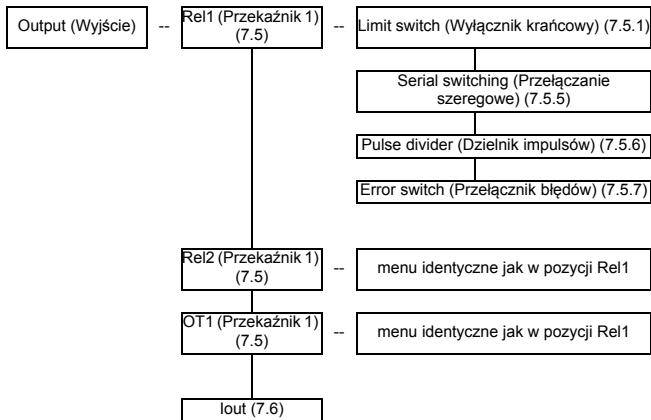 Output (Wyjście) -- Rel1 (Przekaźnik 1) -- Limit switch (Wyłącznik krańcowy) (7.5.1)
(7.5)
Serial switching (Przełączanie
szeregowe) (7.5.5)
Pulse divider (Dzielnik impulsów) (7.5.6)
Error switch (Przełącznik błędów) (7.5.7)
Rel2 (Przekaźnik 1) -- menu identyczne jak w pozycji Rel1
(7.5)
OT1 (Przekaźnik 1) -- menu identyczne jak w pozycji Rel1
(7.5)
Iout (7.6)